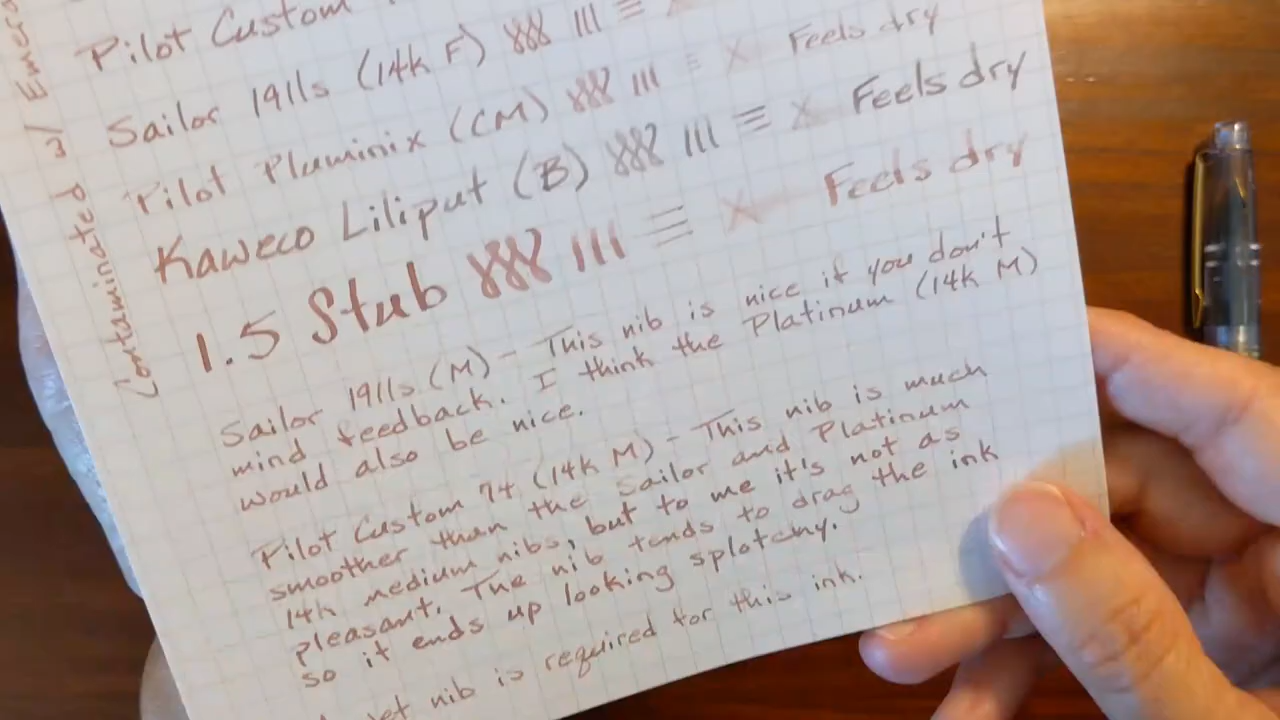 Pilot Custom
Sailor 1911s (14k F)
Pilot Pluminix (CM) Feels dry
Kaweco Liliput (B) Feels dry
1.5 Stub Feels dry
Sailor 1911s (M) - This nib is nice if you don't
mind feedback. I think the Platinum (14k M)
would also be nice.
Pilot Custom 74 (14k M) - This nib is much
smoother than the Sailor and Platinum
14k medium nibs, but to me it's not as
pleasant. The nib tends to drag the ink
so it ends up looking splotchy.
nib is required for this ink.
Contaminated w/